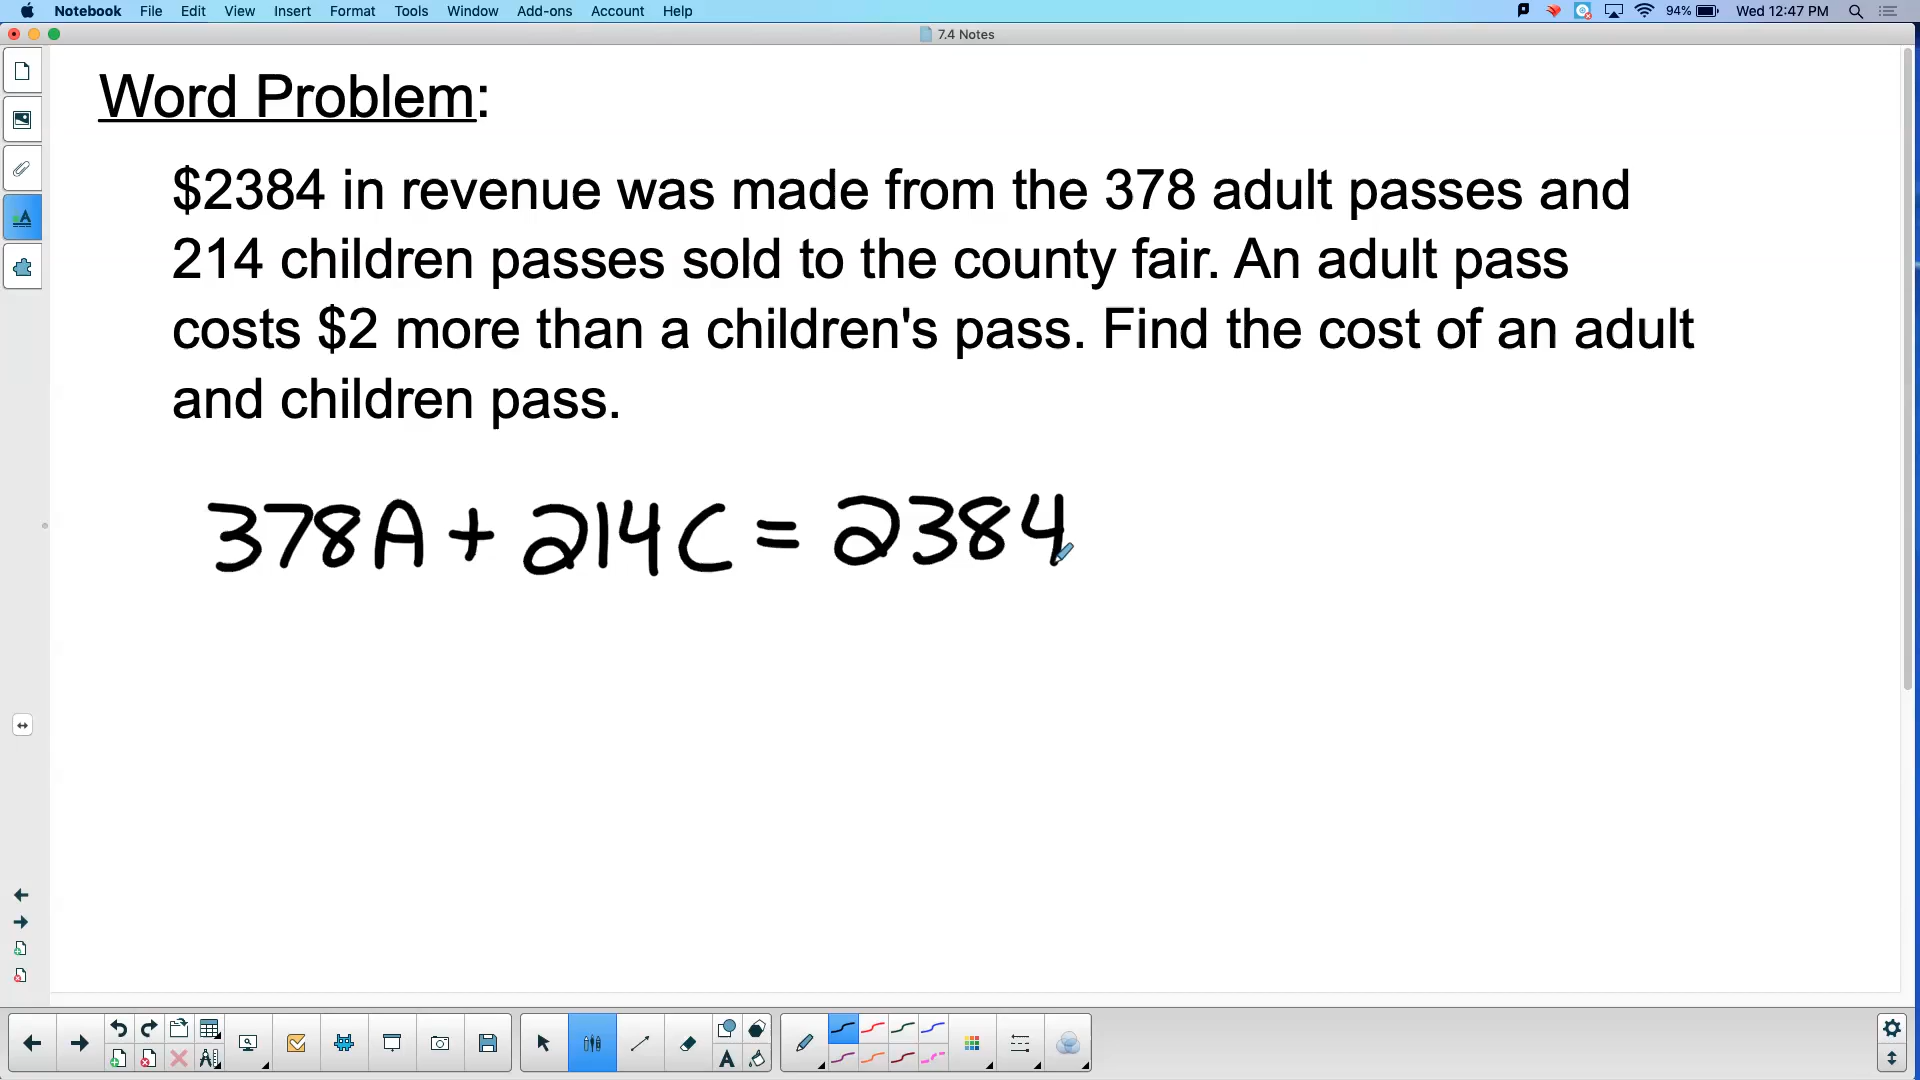 Notebook File Edit View Insert Format Tools Window Add-ons Account Help 94% Wed 12:47 PM
7.4 Notes
Word Problem:
$2384 in revenue was made from the 378 adult passes and
214 children passes sold to the county fair. An adult pass
costs $2 more than a children's pass. Find the cost of an adult
and children pass.
378A + 214C = 2384